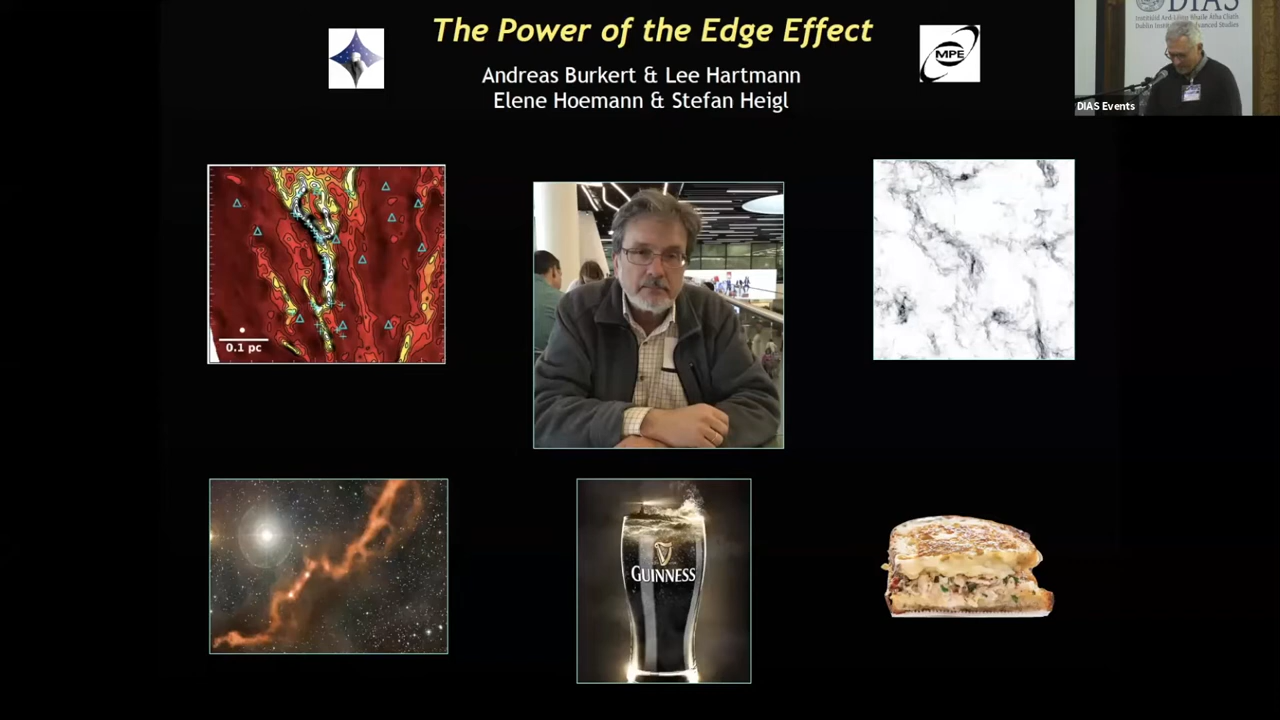 The Power of the Edge Effect
Andreas Burkert & Lee Hartmann
Elene Hoemann & Stefan Heigl
MPE
DIAS
DIAS Events
0.1 pc
GUINNESS